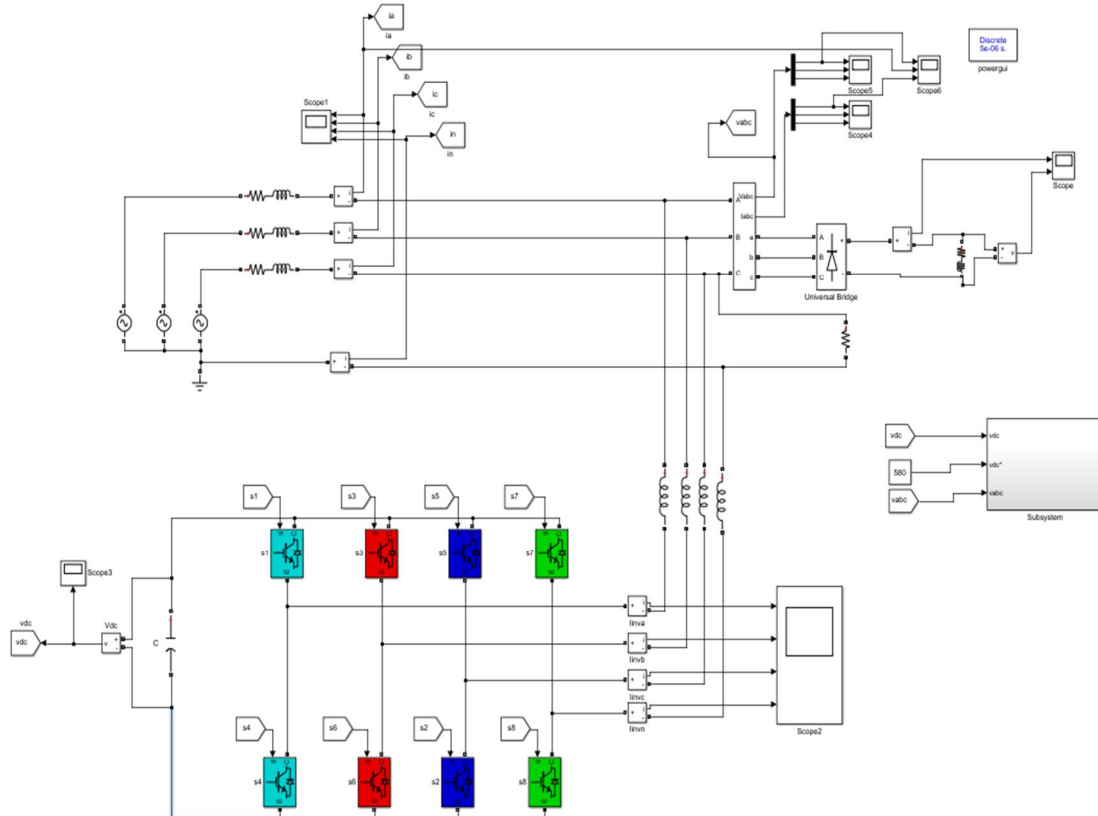 ia
ia
ib
ib
ic
ic
in
in
Scope1
Discrete
5e-06 s.
powergui
Scope5
Scope6
Scope4
vabc
Scope
Vabc
Iabc
A
B
C
a
b
c
A
B
C
+
-
Universal Bridge
i
+
-
i
+
-
i
+
-
i
+
-
i
+
-
+
-
v
vdc
580
vabc
vdc
vdc*
vabc
Subsystem
s1
s3
s5
s7
s1
s3
s5
s7
Scope3
vdc
vdc
Vdc
v
+
-
C
Iinva
Iinvb
Iinvc
Iinvn
Scope2
s4
s6
s2
s8
s4
s6
s2
s8